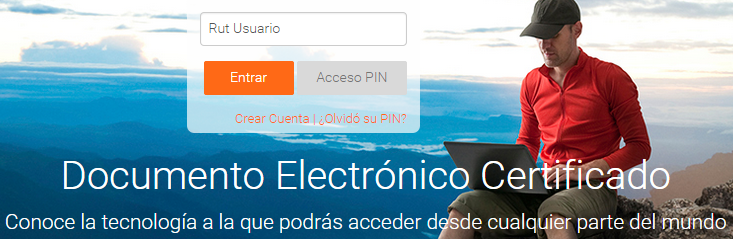 Rut Usuario
Entrar
Acceso PIN
Crear Cuenta | ¿Olvidó su PIN?
Documento Electrónico Certificado
Conoce la tecnología a la que podrás acceder desde cualquier parte del mundo